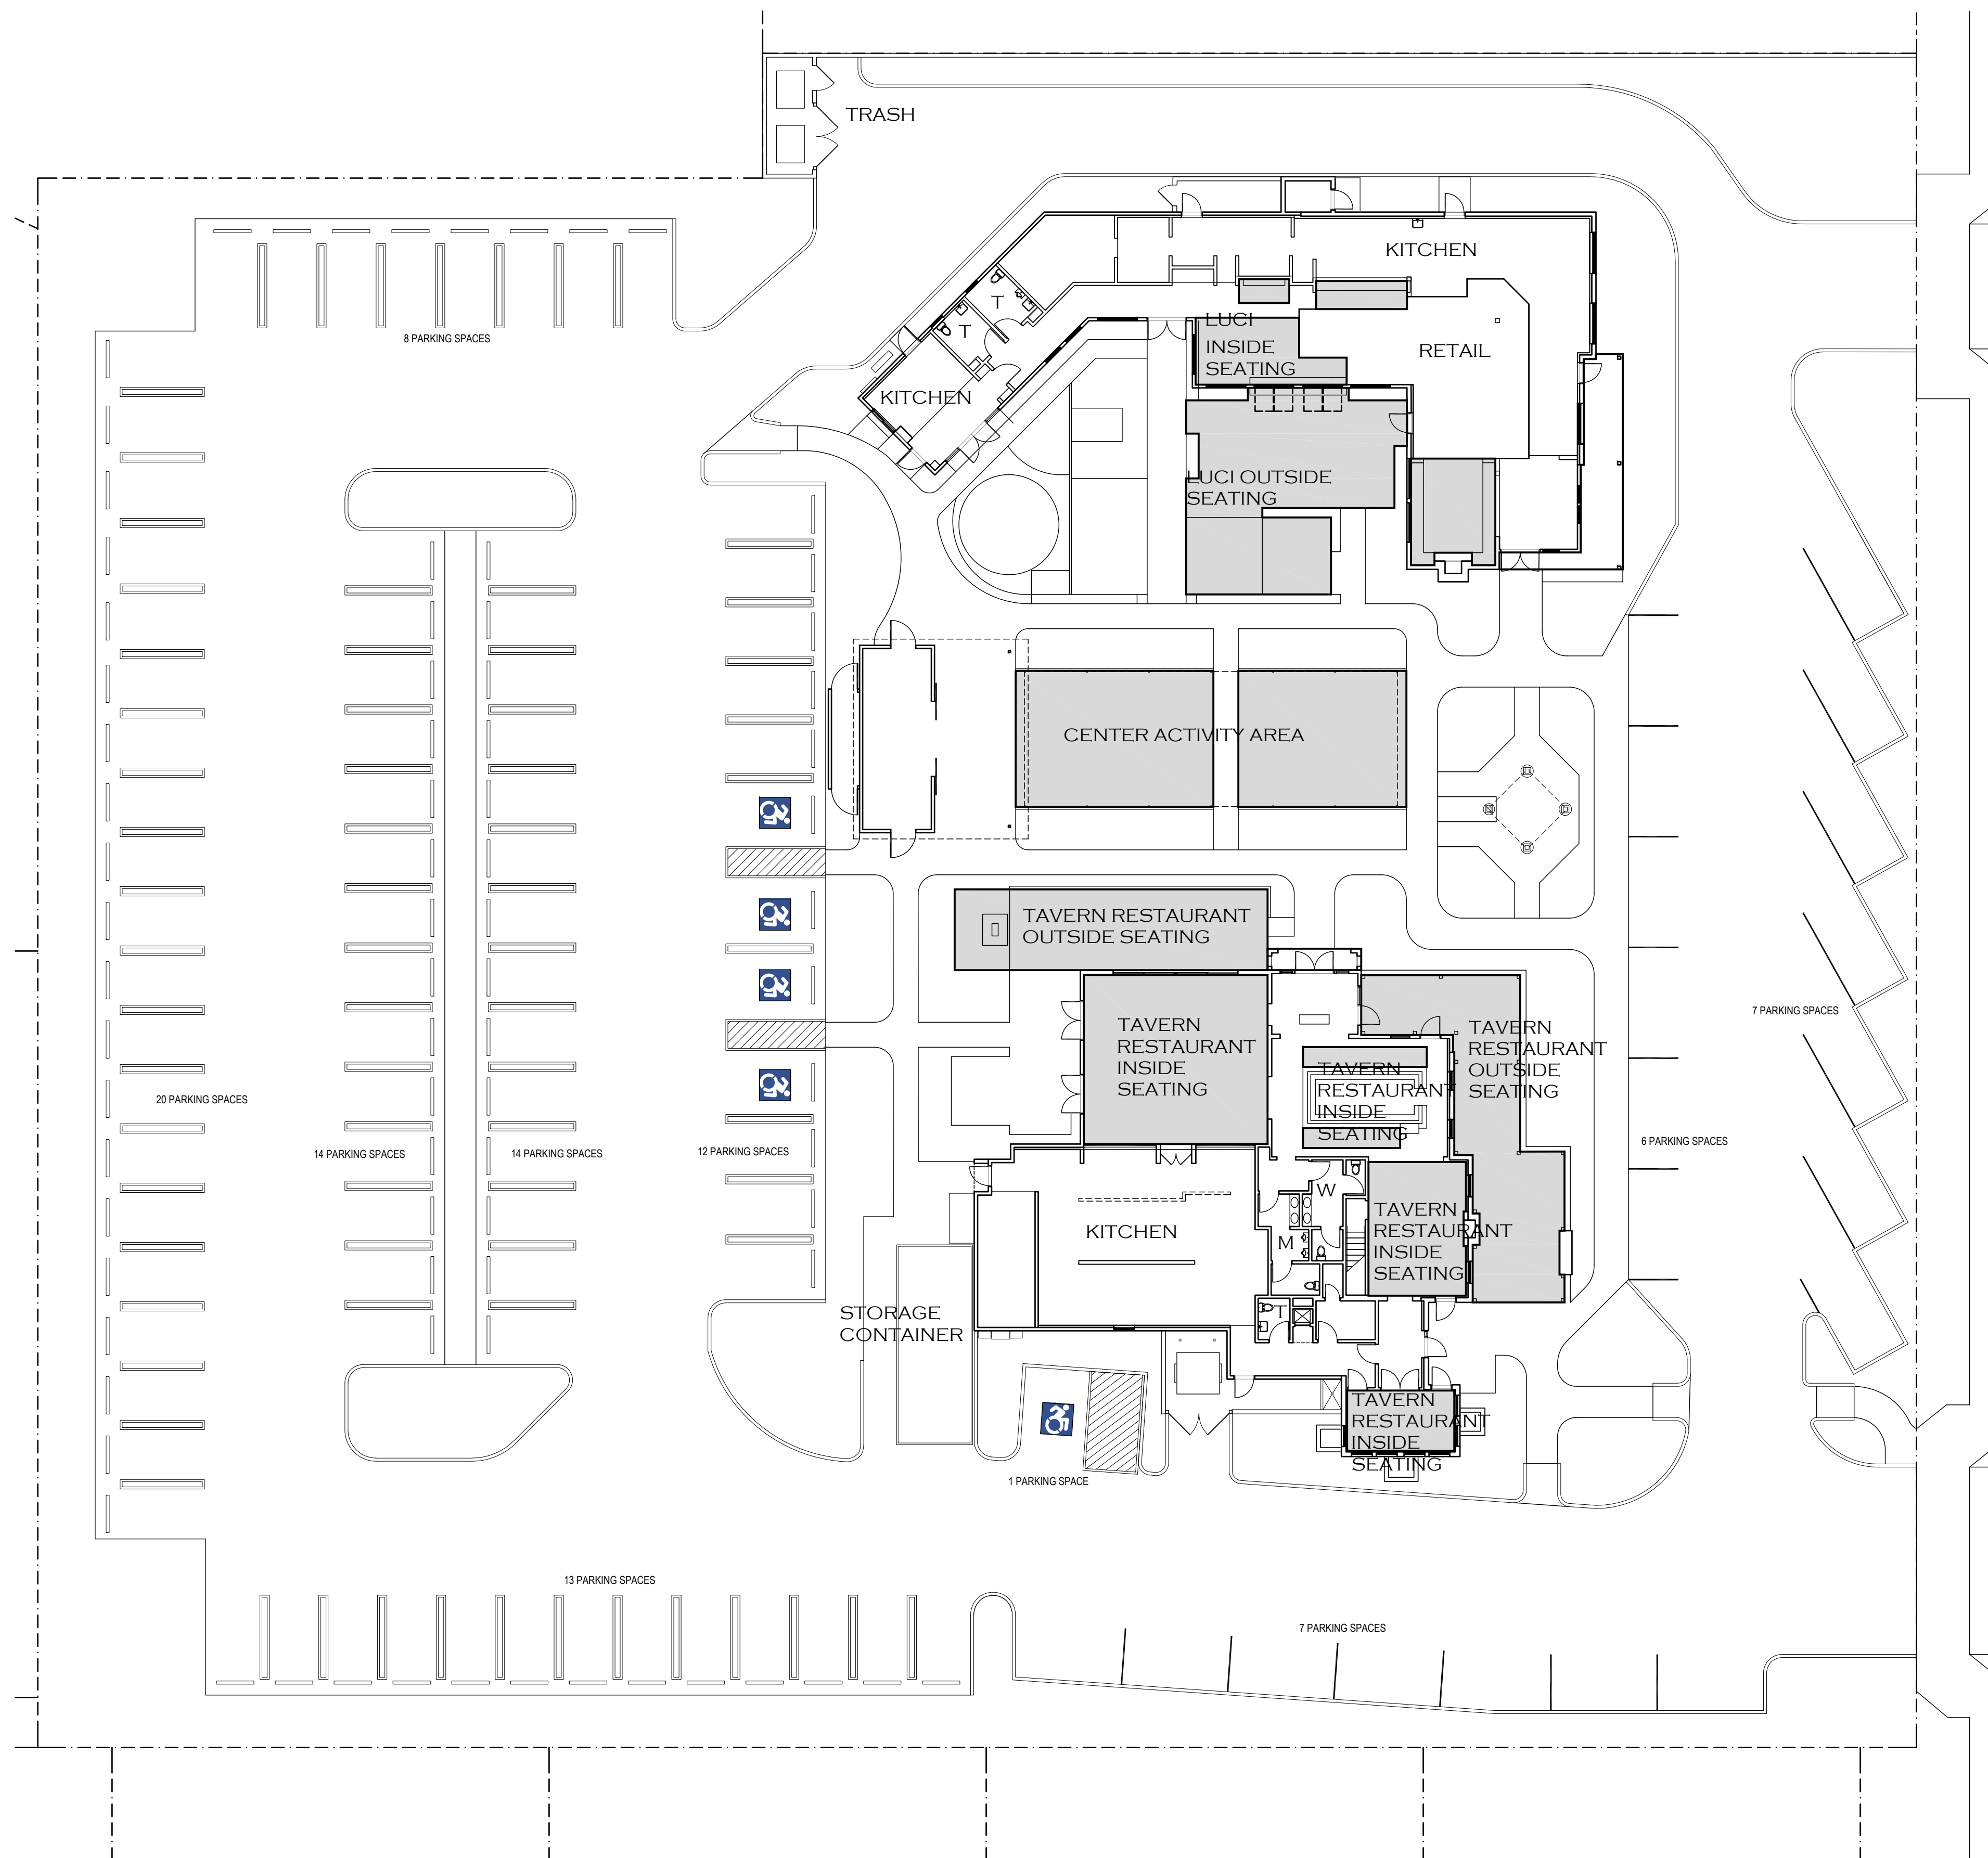 TRASH
KITCHEN
8 PARKING SPACES
T
T
KITCHEN
LUCI
INSIDE
SEATING
RETAIL
LUCI OUTSIDE
SEATING
CENTER ACTIVITY AREA
TAVERN RESTAURANT
OUTSIDE SEATING
TAVERN
RESTAURANT
INSIDE
SEATING
TAVERN
RESTAURANT
INSIDE
SEATING
TAVERN
RESTAURANT
OUTSIDE
SEATING
7 PARKING SPACES
20 PARKING SPACES
14 PARKING SPACES
14 PARKING SPACES
12 PARKING SPACES
6 PARKING SPACES
KITCHEN
W
M
T
TAVERN
RESTAURANT
INSIDE
SEATING
STORAGE
CONTAINER
TAVERN
RESTAURANT
INSIDE
SEATING
1 PARKING SPACE
13 PARKING SPACES
7 PARKING SPACES